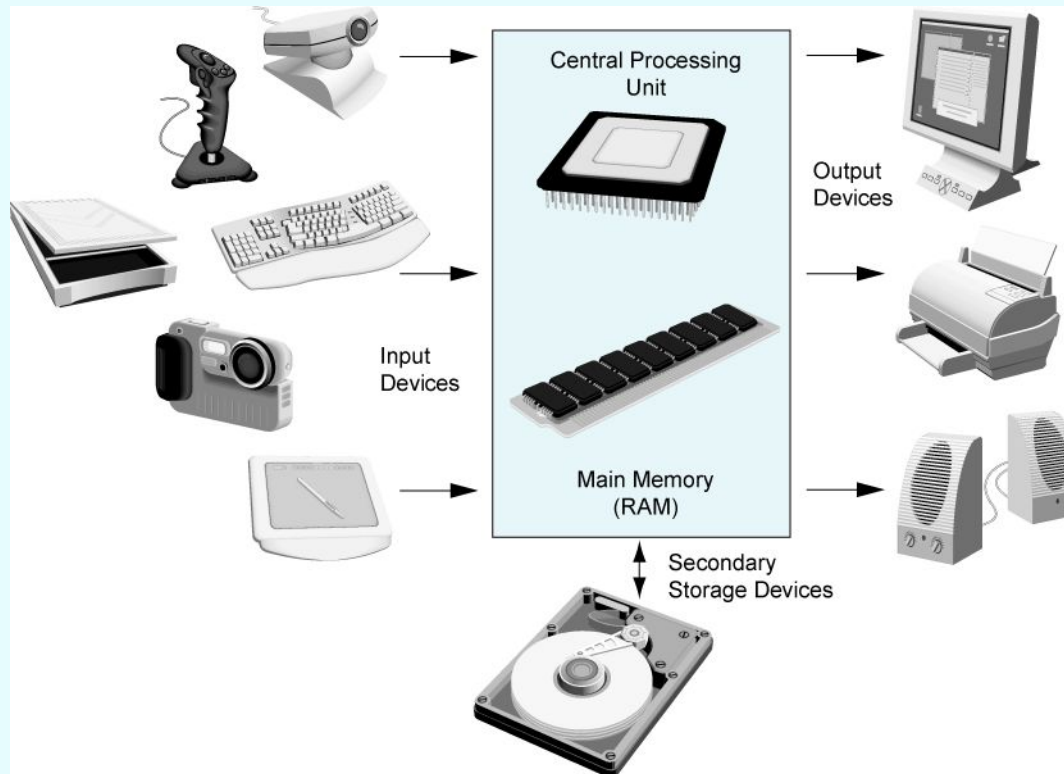 Central Processing
Unit
Output
Devices
Input
Devices
Main Memory
(RAM)
Secondary
Storage Devices